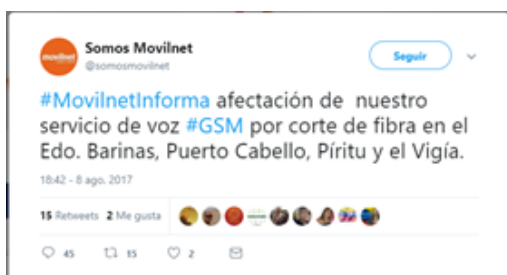 movilnet
Somos Movilnet
@somosmovilnet
Seguir
#MovilnetInforma afectación de nuestro
servicio de voz #GSM por corte de fibra en el
Edo. Barinas, Puerto Cabello, Píritu y el Vigía.
18:42 - 8 ago. 2017
15 Retweets 2 Me gusta
45 15 2